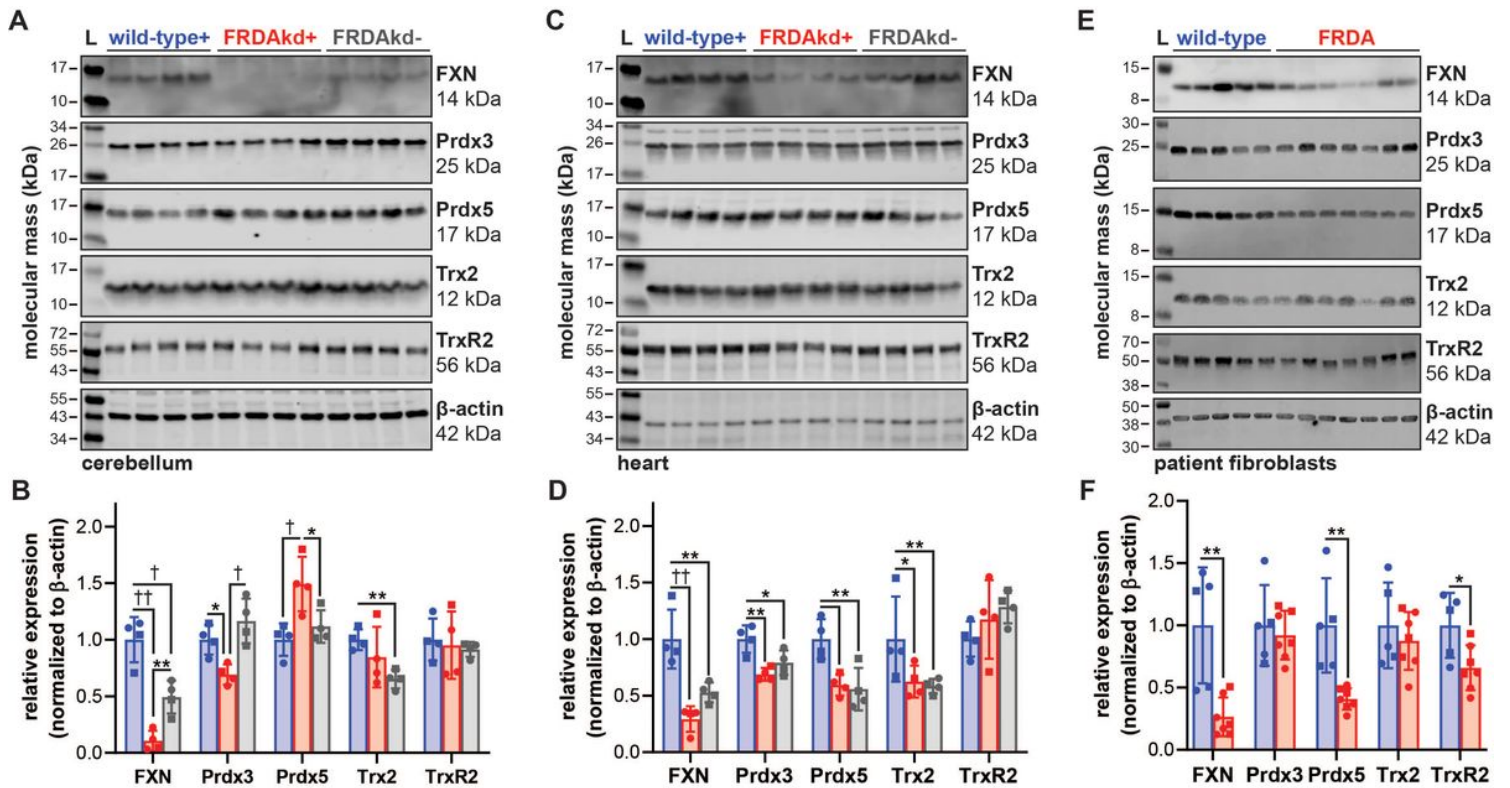 A
L wild-type+ FRDAkd+ FRDAkd-
molecular mass (kDa)
17
10
FXN
14 kDa
34
26
17
Prdx3
25 kDa
17
10
Prdx5
17 kDa
17
10
Trx2
12 kDa
72
55
43
TrxR2
56 kDa
55
43
34
β-actin
42 kDa
cerebellum
C
L wild-type+ FRDAkd+ FRDAkd-
molecular mass (kDa)
17
10
FXN
14 kDa
34
26
17
Prdx3
25 kDa
17
10
Prdx5
17 kDa
17
10
Trx2
12 kDa
72
55
43
TrxR2
56 kDa
55
43
34
β-actin
42 kDa
heart
E
L wild-type FRDA
molecular mass (kDa)
15
8
FXN
14 kDa
30
25
Prdx3
25 kDa
15
8
Prdx5
17 kDa
15
8
Trx2
12 kDa
70
50
38
TrxR2
56 kDa
50
38
30
β-actin
42 kDa
patient fibroblasts
B
relative expression
(normalized to β-actin)
2.0
1.5
1.0
0.5
0.0
†
††
**
*
†
†
*
**
FXN Prdx3 Prdx5 Trx2 TrxR2
D
relative expression
(normalized to β-actin)
2.0
1.5
1.0
0.5
0.0
**
††
*
**
**
*
**
*
FXN Prdx3 Prdx5 Trx2 TrxR2
F
relative expression
(normalized to β-actin)
2.0
1.5
1.0
0.5
0.0
**
**
*
FXN Prdx3 Prdx5 Trx2 TrxR2